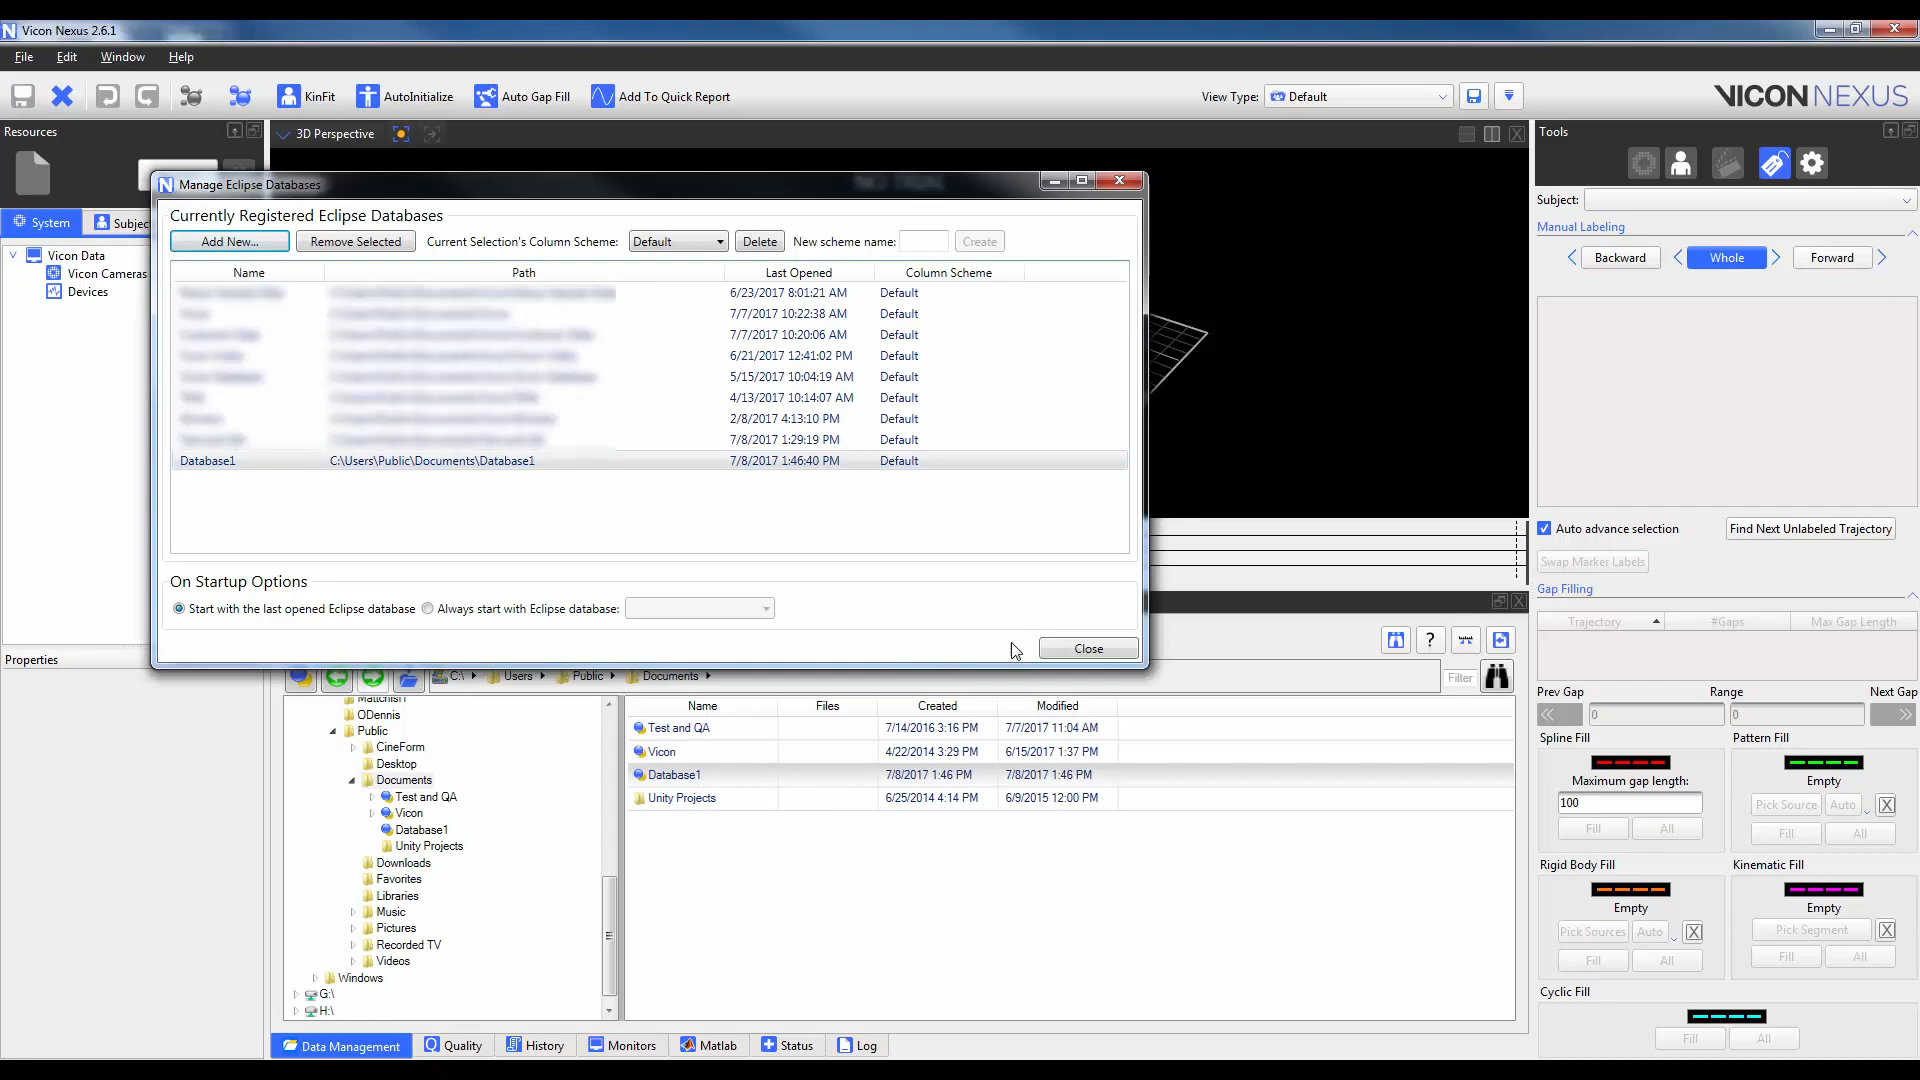 Vicon Nexus 2.6.1
File Edit Window Help
KinFit AutoInitialize Auto Gap Fill Add To Quick Report View Type: Default VICON NEXUS
Resources
3D Perspective
Tools
Manage Eclipse Databases
Currently Registered Eclipse Databases
Add New... Remove Selected Current Selection's Column Scheme: Default Delete New scheme name: Create
Name Path Last Opened Column Scheme
6/23/2017 8:01:21 AM Default
7/7/2017 10:22:38 AM Default
7/7/2017 10:20:06 AM Default
6/21/2017 12:41:02 PM Default
5/15/2017 10:04:19 AM Default
4/13/2017 10:14:07 AM Default
2/8/2017 4:13:10 PM Default
7/8/2017 1:29:19 PM Default
Database1 C:\Users\Public\Documents\Database1 7/8/2017 1:46:40 PM Default
On Startup Options
Start with the last opened Eclipse database Always start with Eclipse database:
Close
System Subject
Vicon Data
Vicon Cameras
Devices
Properties
C:\ Users Public Documents Filter
ODennis
Public
CineForm
Desktop
Documents
Test and QA
Vicon
Database1
Unity Projects
Downloads
Favorites
Libraries
Music
Pictures
Recorded TV
Videos
Windows
G:\
H:\
Name Files Created Modified
Test and QA 7/14/2016 3:16 PM 7/7/2017 11:04 AM
Vicon 4/22/2014 3:29 PM 6/15/2017 1:37 PM
Database1 7/8/2017 1:46 PM 7/8/2017 1:46 PM
Unity Projects 6/25/2014 4:14 PM 6/9/2015 12:00 PM
Data Management Quality History Monitors Matlab Status Log
Subject:
Manual Labeling
Backward Whole Forward
Auto advance selection Find Next Unlabeled Trajectory
Swap Marker Labels
Gap Filling
Trajectory #Gaps Max Gap Length
Prev Gap Range Next Gap
0 0
Spline Fill Pattern Fill
Maximum gap length: Empty
100 Pick Source Auto X
Fill All Fill All
Rigid Body Fill Kinematic Fill
Empty Empty
Pick Sources Auto X Pick Segment X
Fill All Fill All
Cyclic Fill
Fill All